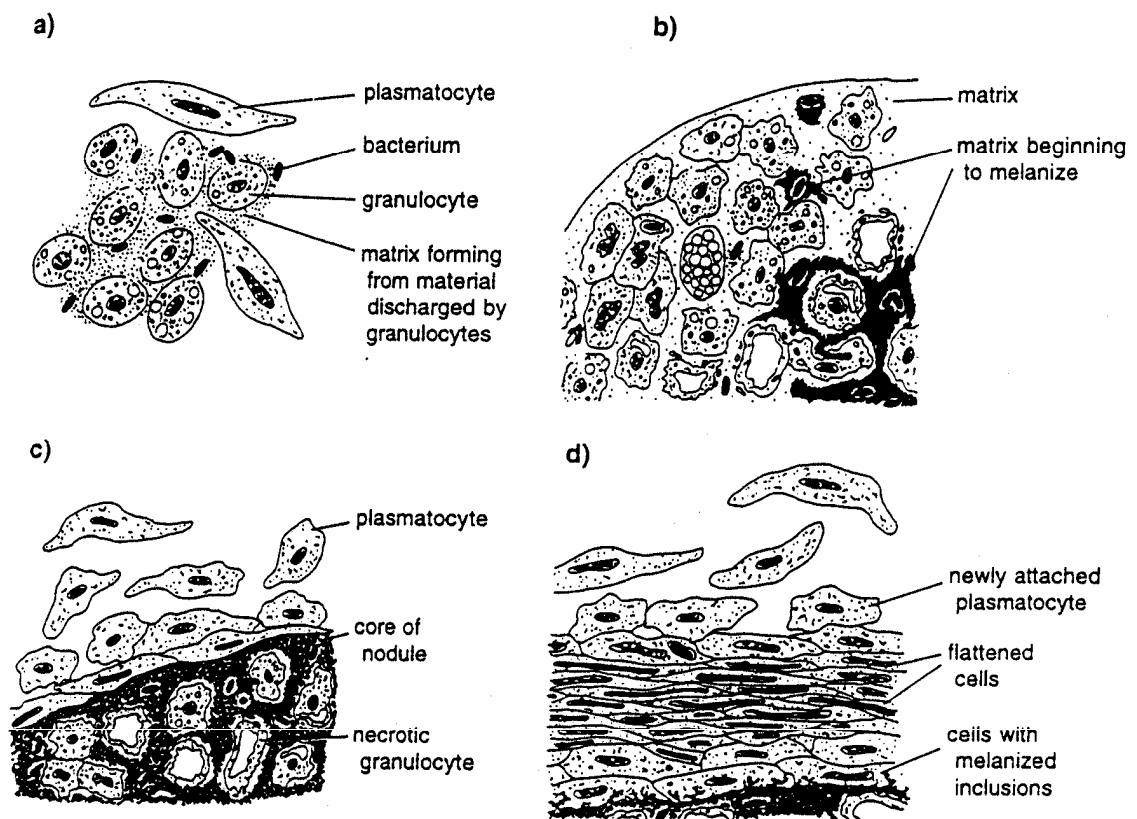 a)
plasmatocyte
bacterium
granulocyte
matrix forming
from material
discharged by
granulocytes
b)
matrix
matrix beginning
to melanize
c)
plasmatocyte
core of
nodule
necrotic
granulocyte
d)
newly attached
plasmatocyte
flattened
cells
cells with
melanized
inclusions